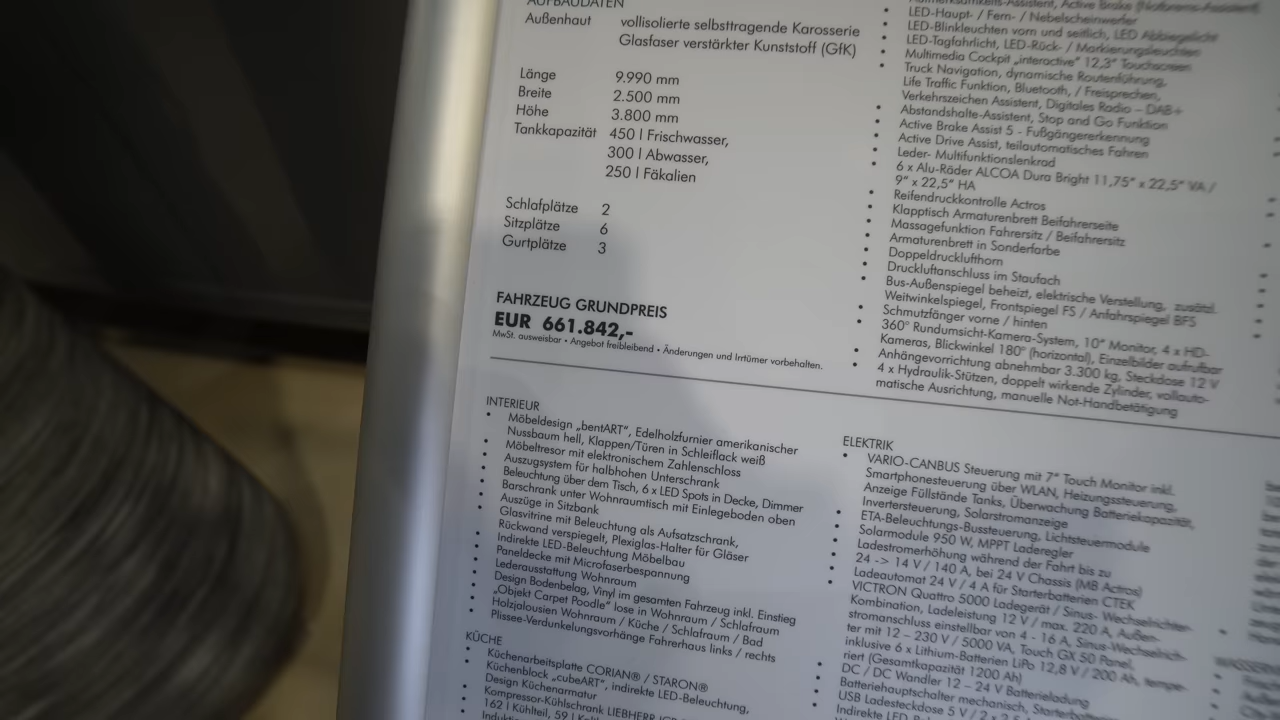 AUFBAUDATEN
Außenhaut vollisolierte selbsttragende Karosserie
Glasfaser verstärkter Kunststoff (GfK)
Länge 9.990 mm
Breite 2.500 mm
Höhe 3.800 mm
Tankkapazität 450 l Frischwasser,
300 l Abwasser,
250 l Fäkalien
Schlafplätze 2
Sitzplätze 6
Gurtplätze 3
FAHRZEUG GRUNDPREIS
EUR 661.842,-
MwSt. ausweisbar • Angebot freibleibend • Änderungen und Irrtümer vorbehalten.
Active Brake
• LED-Haupt- / Fern- / Nebelscheinwerfer
• LED-Blinkleuchten vorn und seitlich, LED Abbiegelicht
• LED-Tagfahrlicht, LED-Rück- / Markierungsleuchten
• Multimedia Cockpit „interactive" 12,3" Touchscreen
• Truck Navigation, dynamische Routenführung,
Life Traffic Funktion, Bluetooth, / Freisprechen,
Verkehrszeichen Assistent, Digitales Radio – DAB+
• Abstandshalte-Assistent, Stop and Go Funktion
• Active Brake Assist 5 - Fußgängererkennung
• Active Drive Assist, teilautomatisches Fahren
• Leder- Multifunktionslenkrad
• 6 x Alu-Räder ALCOA Dura Bright 11,75" x 22,5" VA /
9" x 22,5" HA
• Reifendruckkontrolle Actros
• Klapptisch Armaturenbrett Beifahrerseite
• Massagefunktion Fahrersitz / Beifahrersitz
• Armaturenbrett in Sonderfarbe
• Doppeldrucklufthorn
• Druckluftanschluss im Staufach
• Bus-Außenspiegel beheizt, elektrische Verstellung, zusätzl.
Weitwinkelspiegel, Frontspiegel FS / Anfahrspiegel BFS
• Schmutzfänger vorne / hinten
• 360° Rundumsicht-Kamera-System, 10" Monitor, 4 x HD-
Kameras, Blickwinkel 180° (horizontal), Einzelbilder aufrufbar
• Anhängevorrichtung abnehmbar 3.300 kg, Steckdose 12 V
• 4 x Hydraulik-Stützen, doppelt wirkende Zylinder, vollauto-
matische Ausrichtung, manuelle Not-Handbetätigung
INTERIEUR
• Möbeldesign „bentART", Edelholzfurnier amerikanischer
Nussbaum hell, Klappen/Türen in Schleiflack weiß
• Möbeltresor mit elektronischem Zahlenschloss
• Auszugsystem für halbhohen Unterschrank
• Beleuchtung über dem Tisch, 6 x LED Spots in Decke, Dimmer
• Barschrank unter Wohnraumtisch mit Einlegeboden oben
• Auszüge in Sitzbank
• Glasvitrine mit Beleuchtung als Aufsatzschrank,
Rückwand verspiegelt, Plexiglas-Halter für Gläser
• Indirekte LED-Beleuchtung Möbelbau
• Paneldecke mit Microfaserbespannung
• Lederausstattung Wohnraum
• Design Bodenbelag, Vinyl im gesamten Fahrzeug inkl. Einstieg
• „Objekt Carpet Poodle" lose in Wohnraum / Schlafraum
• Holzjalousien Wohnraum / Küche / Schlafraum / Bad
• Plissee-Verdunkelungsvorhänge Fahrerhaus links / rechts
KÜCHE
• Küchenarbeitsplatte CORIAN® / STARON®
• Küchenblock „cubeART", indirekte LED-Beleuchtung,
• Design Küchenarmatur
• Kompressor-Kühlschrank LIEBHERR
162 l Kühlteil, 59 l
ELEKTRIK
• VARIO-CANBUS Steuerung mit 7" Touch Monitor inkl.
Smartphonesteuerung über WLAN, Heizungssteuerung,
Anzeige Füllstände Tanks, Überwachung Batteriekapazität,
Invertersteuerung, Solarstromanzeige
• ETA-Beleuchtungs-Bussteuerung, Lichtsteuermodule
• Solarmodule 950 W, MPPT Laderegler
• Ladestromerhöhung während der Fahrt bis zu
24 -> 14 V / 140 A, bei 24 V Chassis (MB Actros)
• Ladeautomat 24 V / 4 A für Starterbatterien CTEK
• VICTRON Quattro 5000 Ladegerät / Sinus- Wechselrichter-
Kombination, Ladeleistung 12 V / max. 220 A, Außen-
stromanschluss einstellbar von 4 - 16 A, Sinus-Wechselrich-
ter mit 12 – 230 V / 5000 VA, Touch GX 50 Panel.
inklusive 6 x Lithium-Batterien LiPo 12,8 V / 200 Ah, tempe-
riert (Gesamtkapazität 1200 Ah)
• DC / DC Wandler 12 – 24 V Batterieladung
• Batteriehauptschalter mechanisch, Starterbatterie
• USB Ladesteckdose 5 V / 2 x
• Indirekte LED